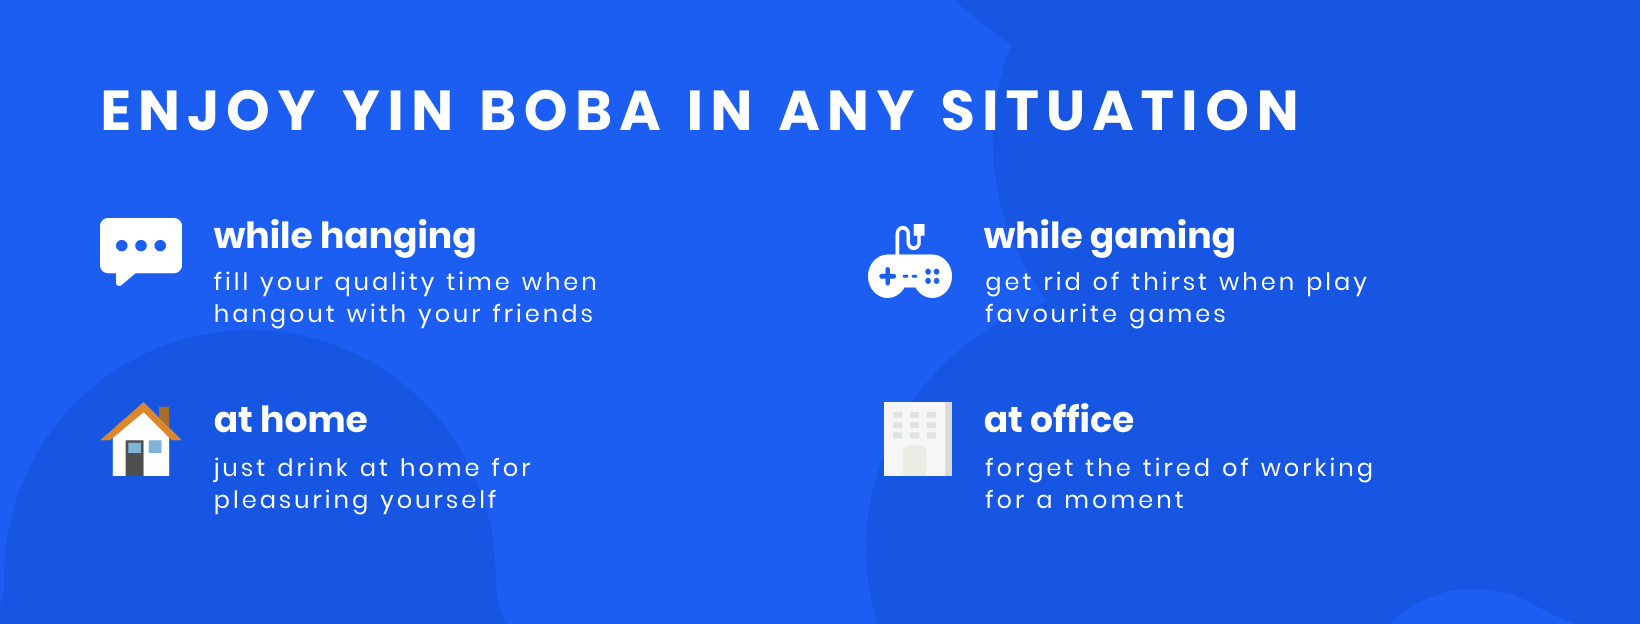 ENJOY YIN BOBA IN ANY SITUATION
while hanging
fill your quality time when
hangout with your friends
while gaming
get rid of thirst when play
favourite games
at home
just drink at home for
pleasuring yourself
at office
forget the tired of working
for a moment